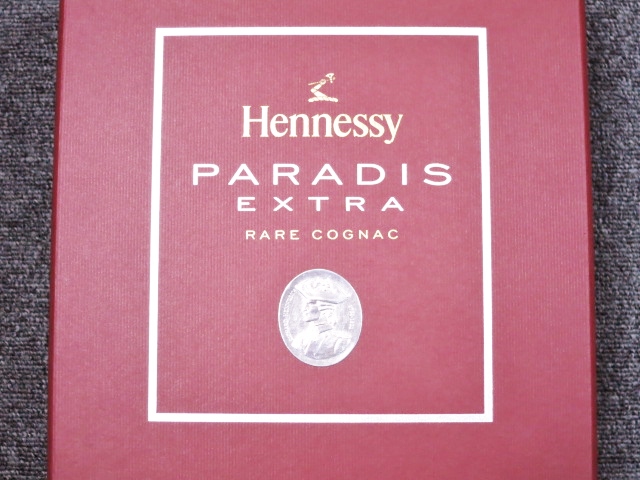 Hennessy
PARADIS
EXTRA
RARE COGNAC